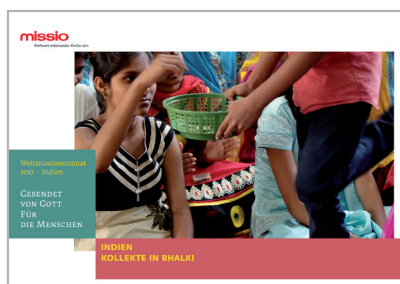 missio
Weltweit miteinander Kirche sein
Weltmissionsmonat
2017 – Indien
GESENDET
VON GOTT
FÜR
DIE MENSCHEN
INDIEN
KOLLEKTE IN BHALKI